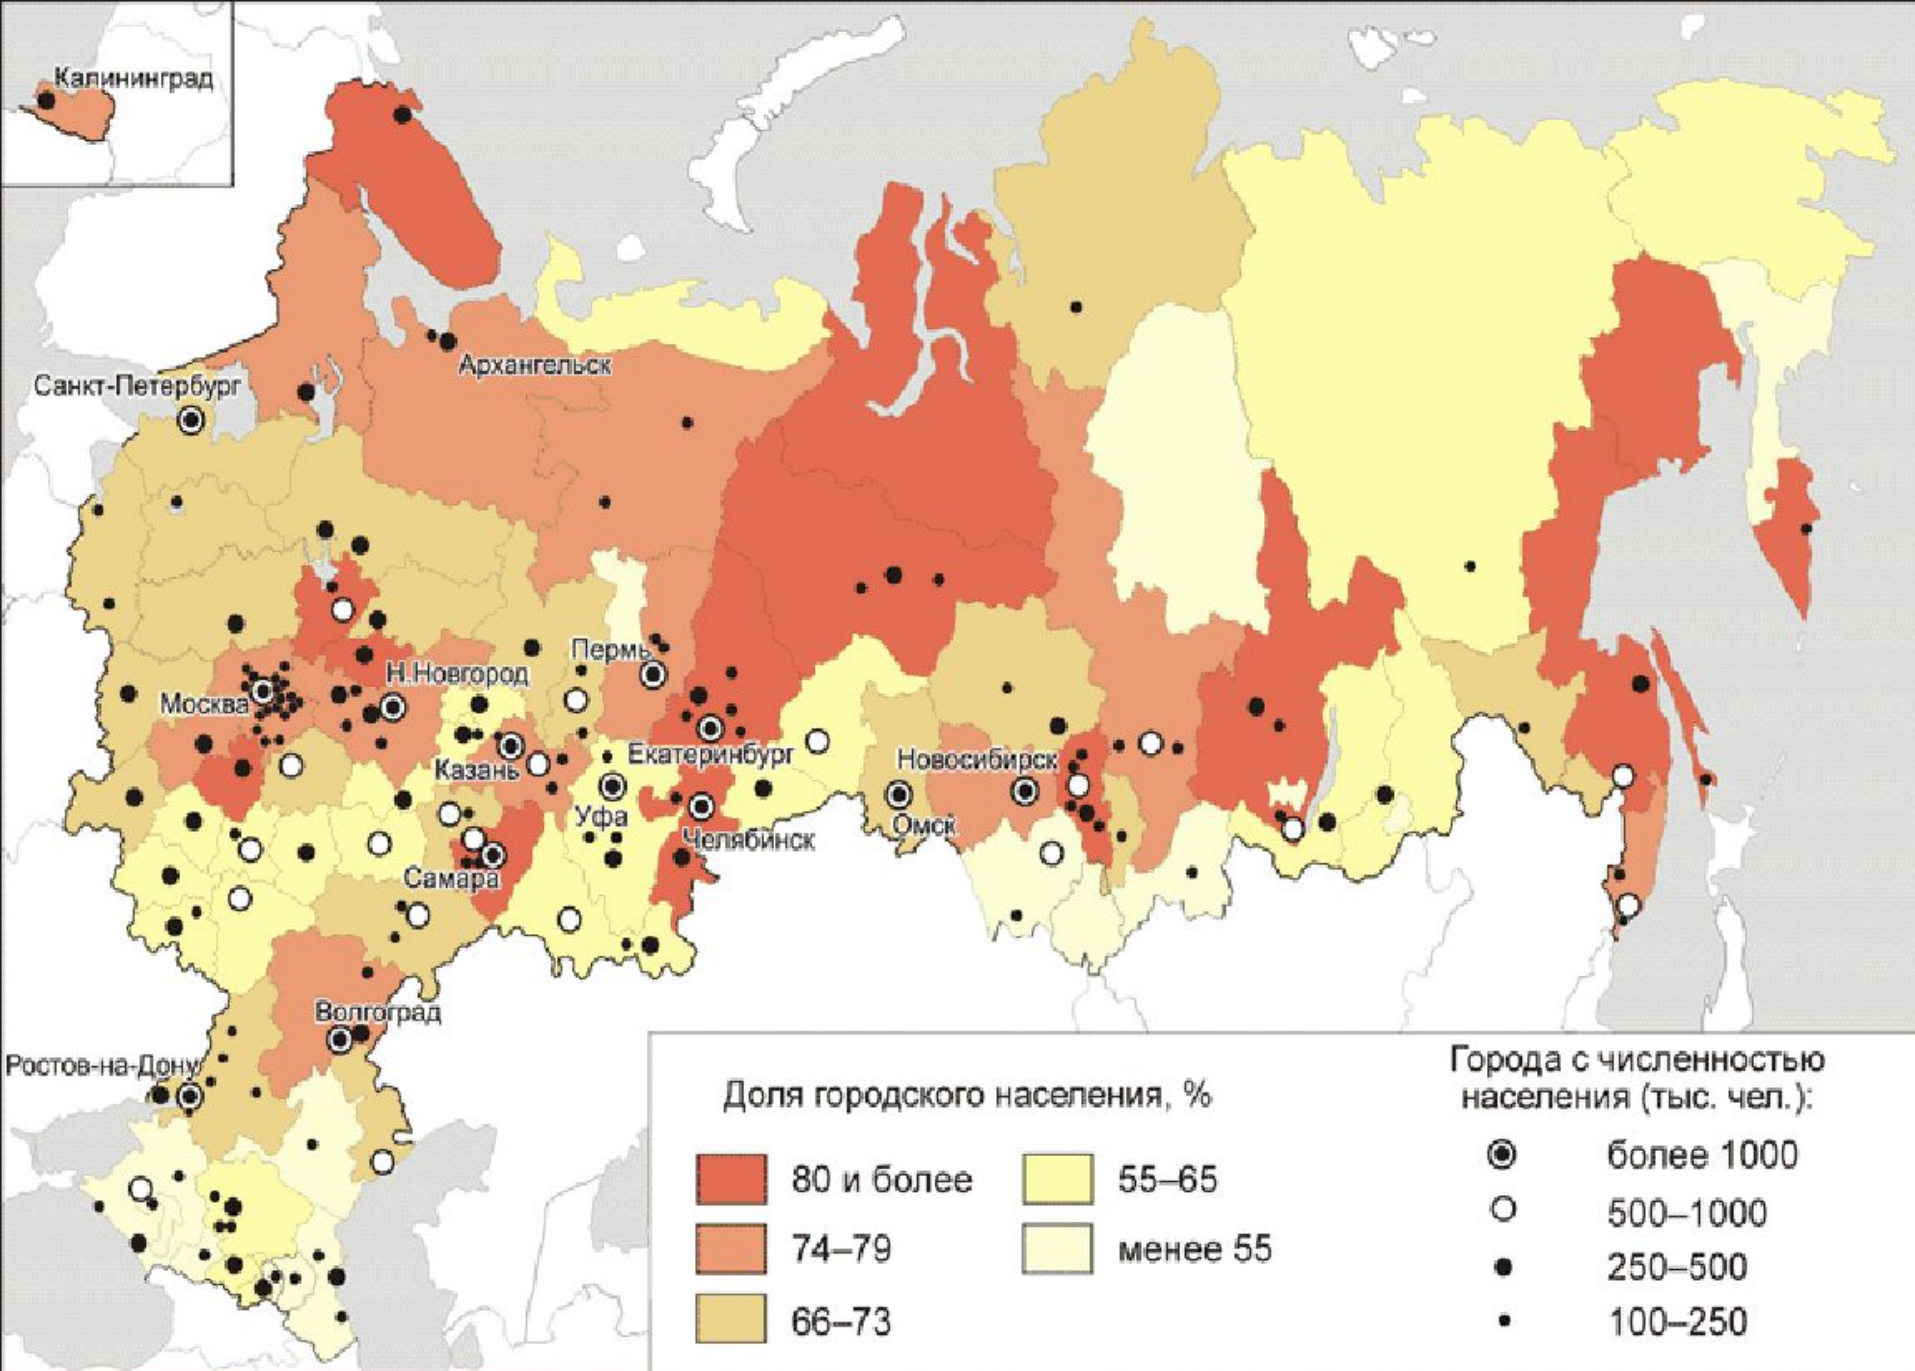 Калининград
Архангельск
Санкт-Петербург
Пермь
Н.Новгород
Москва
Екатеринбург
Новосибирск
Казань
Уфа
Омск
Челябинск
Самара
Волгоград
Ростов-на-Дону
Доля городского населения, %
80 и более
74–79
66–73
55–65
менее 55
Города с численностью
населения (тыс. чел.):
более 1000
500–1000
250–500
100–250